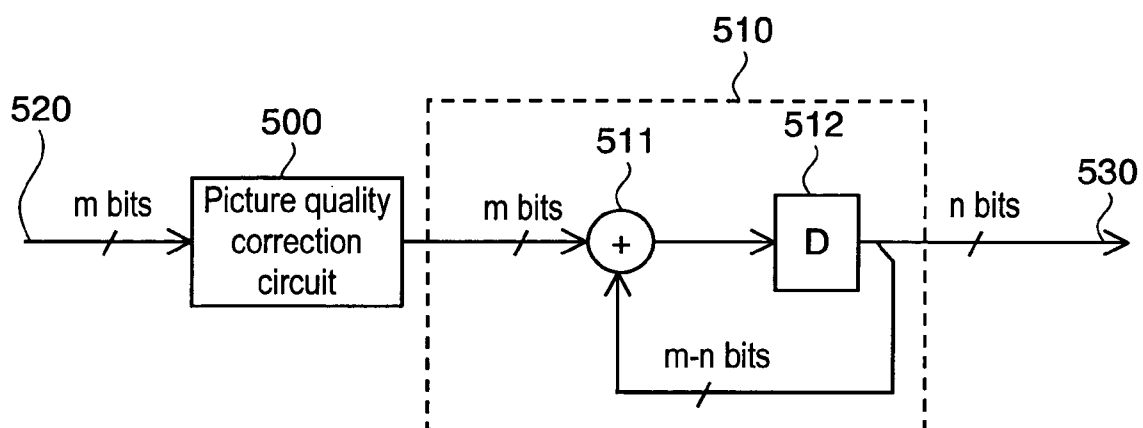 510
520
500
511
512
530
m bits
Picture quality
correction
circuit
m bits
+
D
n bits
m-n bits